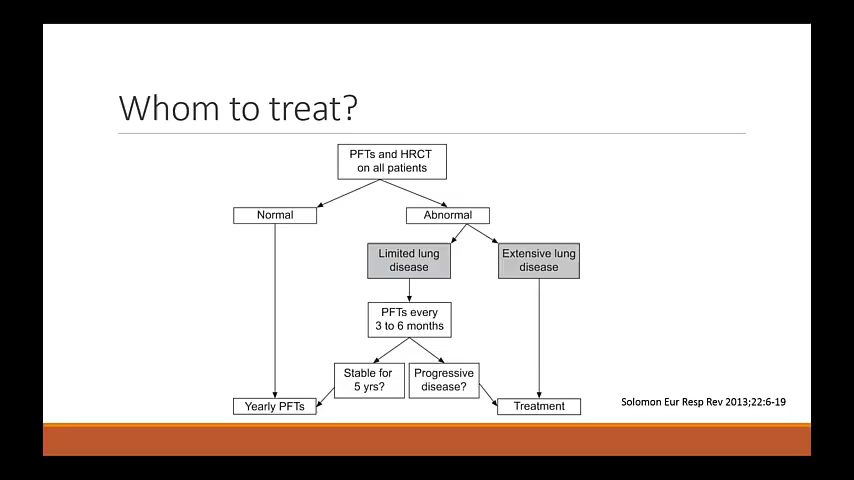 Whom to treat?
PFTs and HRCT
on all patients
Normal
Abnormal
Limited lung
disease
Extensive lung
disease
PFTs every
3 to 6 months
Stable for
5 yrs?
Progressive
disease?
Yearly PFTs
Treatment
Solomon Eur Resp Rev 2013;22:6-19